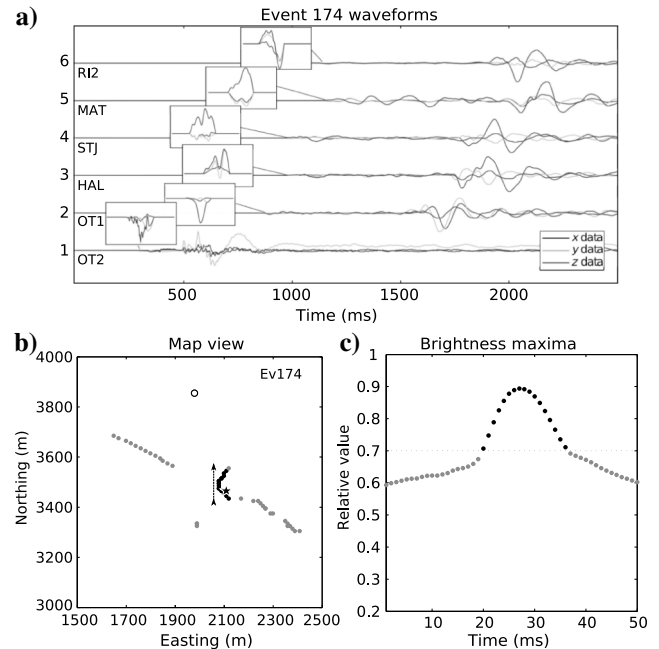 a)
Event 174 waveforms
6
RI2
5
MAT
4
STJ
3
HAL
2
OT1
1
OT2
x data
y data
z data
500 1000 1500 2000
Time (ms)
b)
Map view
Ev174
4000
3800
3600
3400
3200
3000
Northing (m)
1500 1700 1900 2100 2300 2500
Easting (m)
c)
Brightness maxima
1
0.9
0.8
0.7
0.6
0.5
0.4
0.3
0.2
Relative value
10 20 30 40 50
Time (ms)